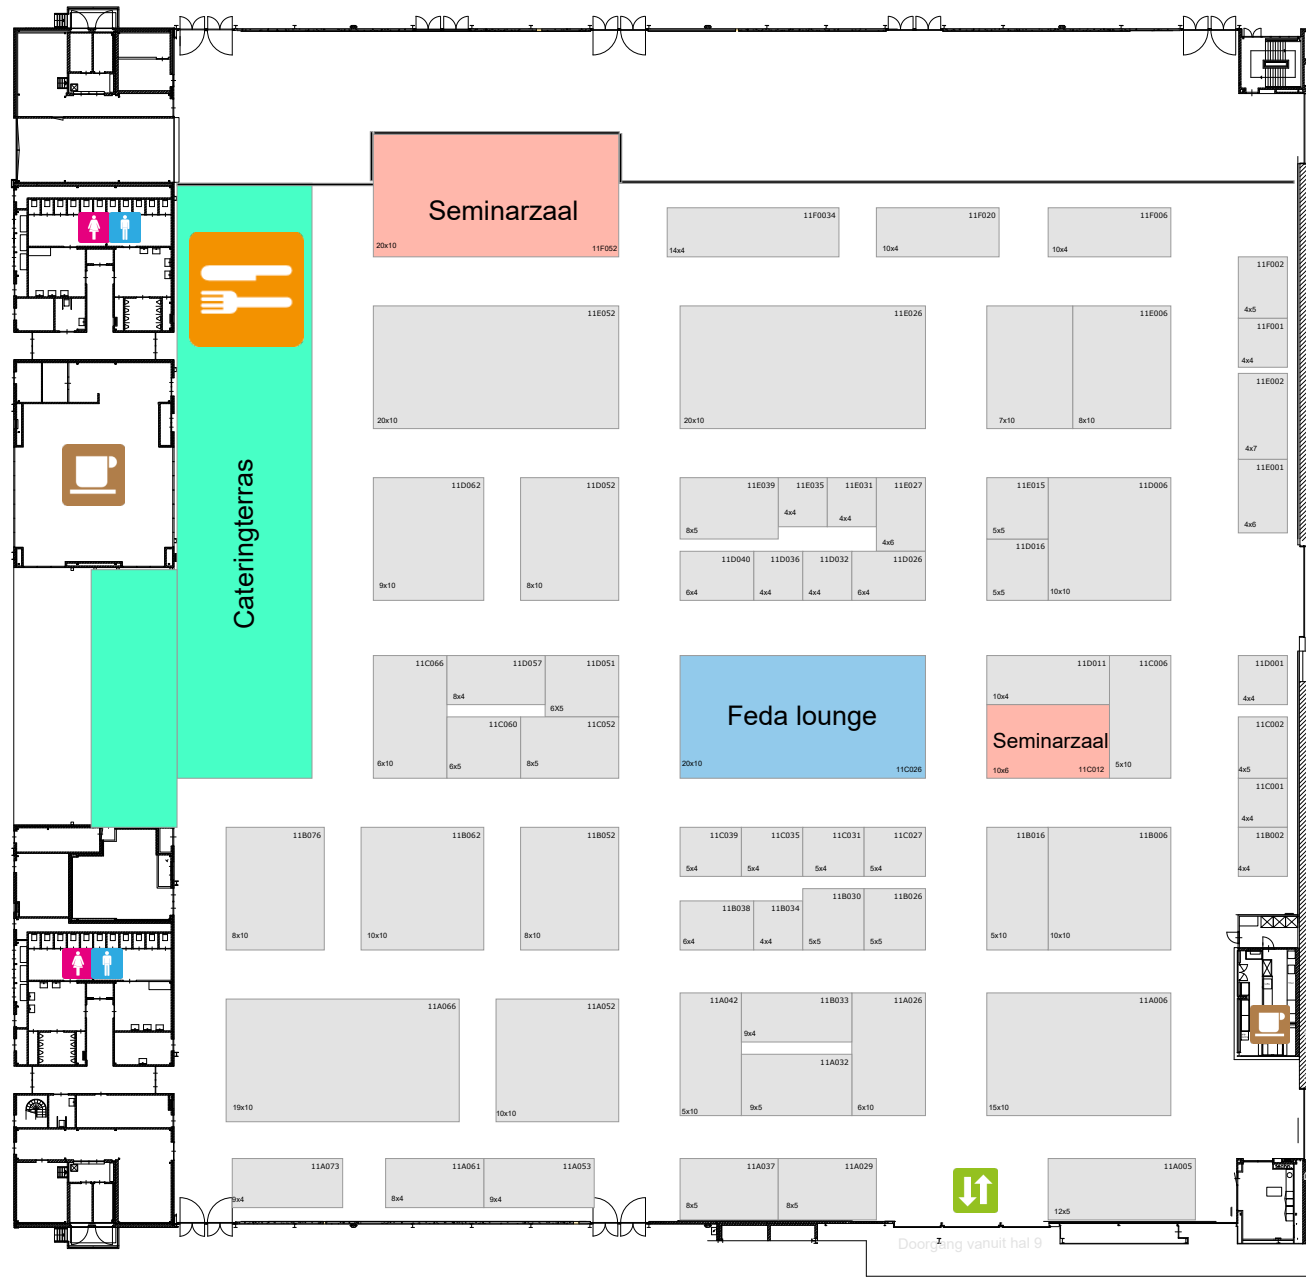 Seminarzaal
20x10
11F052
11F0034
14x4
11F020
10x4
11F006
10x4
11F002
4x5
11F001
4x4
11E052
20x10
11E026
20x10
7x10
11E006
8x10
11E002
4x7
11E001
4x6
Cateringterras
11D062
9x10
11D052
8x10
11E039
8x5
11E035
4x4
11E031
4x4
11E027
4x6
11D040
6x4
11D036
4x4
11D032
4x4
11D026
6x4
11E015
5x5
11D016
5x5
11D006
10x10
11C066
6x10
11D057
8x4
11D051
6X5
11C060
6x5
11C052
8x5
Feda lounge
20x10
11C026
11D011
10x4
Seminarzaal
10x6
11C012
11C006
5x10
11D001
4x4
11C002
4x5
11C001
4x4
11B002
4x4
11B076
8x10
11B062
10x10
11B052
8x10
11C039
5x4
11C035
5x4
11C031
5x4
11C027
5x4
11B038
6x4
11B034
4x4
11B030
5x5
11B026
5x5
11B016
5x10
11B006
10x10
11A066
19x10
11A052
10x10
11A042
5x10
11B033
9x4
11A032
9x5
11A026
6x10
11A006
15x10
11A073
9x4
11A061
8x4
11A053
9x4
11A037
8x5
11A029
8x5
11A005
12x5
Doorgang vanuit hal 9